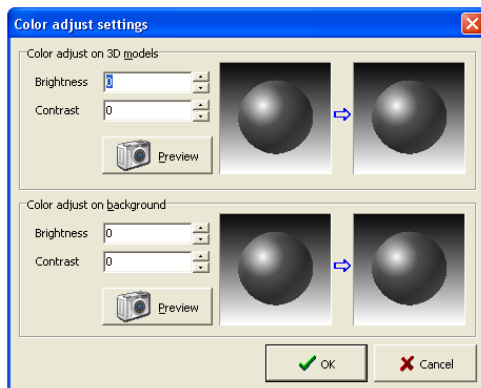 Color adjust settings
Color adjust on 3D models
Brightness 0
Contrast 0
Preview
Color adjust on background
Brightness 0
Contrast 0
Preview
OK Cancel